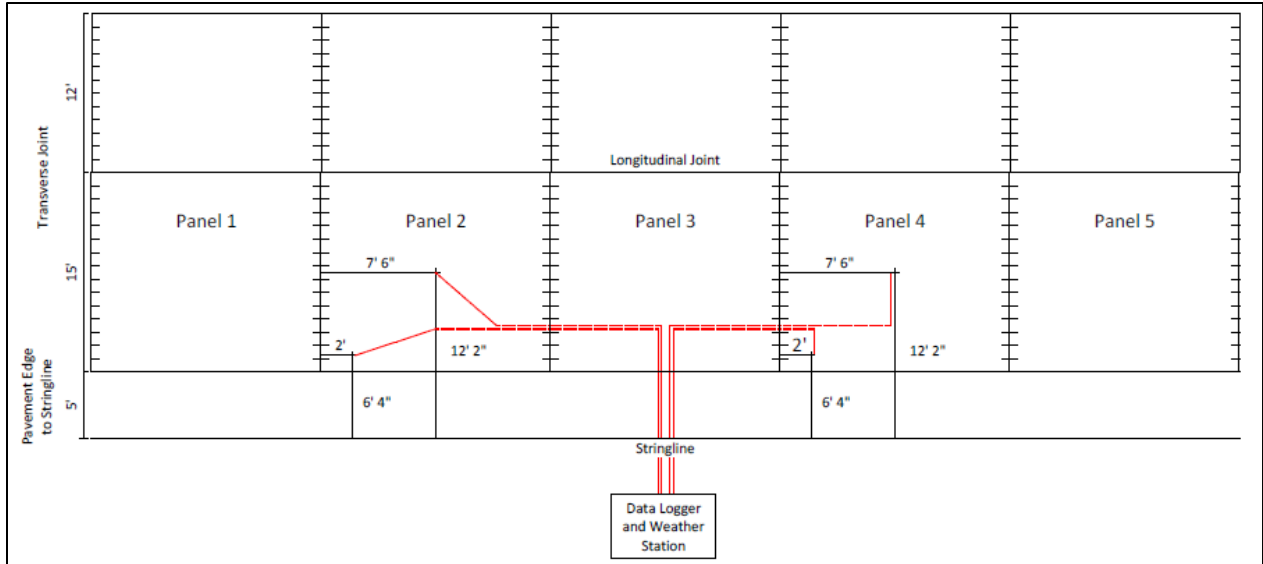 12'
Transverse Joint
Longitudinal Joint
Panel 1
Panel 2
Panel 3
Panel 4
Panel 5
7' 6"
7' 6"
15'
2'
12' 2"
2'
12' 2"
Pavement Edge
to Stringline
5'
6' 4"
6' 4"
Stringline
Data Logger
and Weather
Station